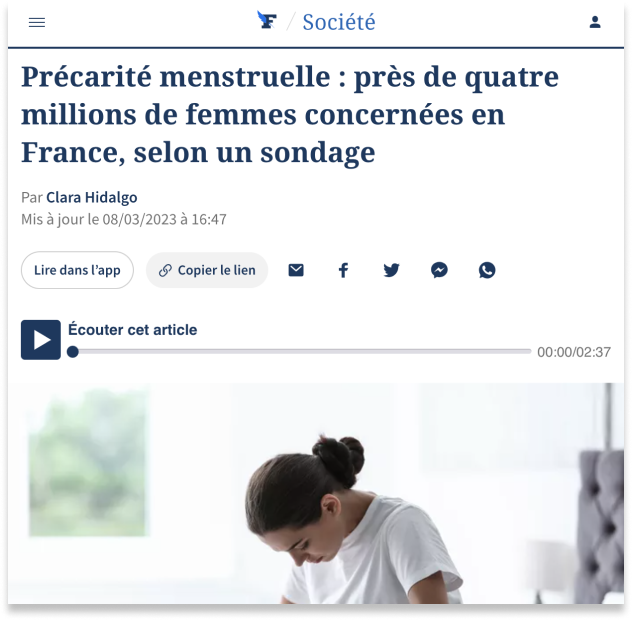 F / Société
Précarité menstruelle : près de quatre
millions de femmes concernées en
France, selon un sondage
Par Clara Hidalgo
Mis à jour le 08/03/2023 à 16:47
Lire dans l’app Copier le lien
Écouter cet article
00:00/02:37